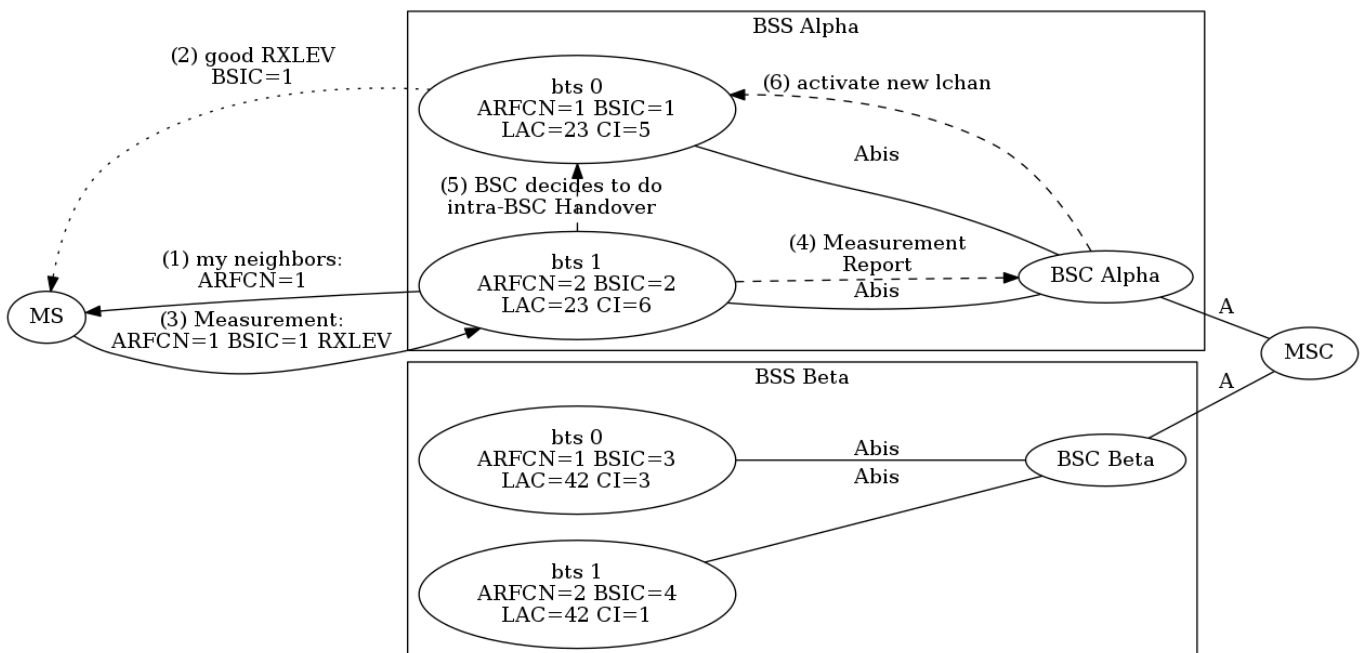 BSS Alpha
(2) good RXLEV
BSIC=1
bts 0
ARFCN=1 BSIC=1
LAC=23 CI=5
(6) activate new lchan
Abis
(5) BSC decides to do
intra-BSC Handover
(1) my neighbors:
ARFCN=1
bts 1
ARFCN=2 BSIC=2
LAC=23 CI=6
(4) Measurement
Report
Abis
BSC Alpha
MS
(3) Measurement:
ARFCN=1 BSIC=1 RXLEV
A
MSC
A
BSS Beta
bts 0
ARFCN=1 BSIC=3
LAC=42 CI=3
Abis
Abis
BSC Beta
bts 1
ARFCN=2 BSIC=4
LAC=42 CI=1